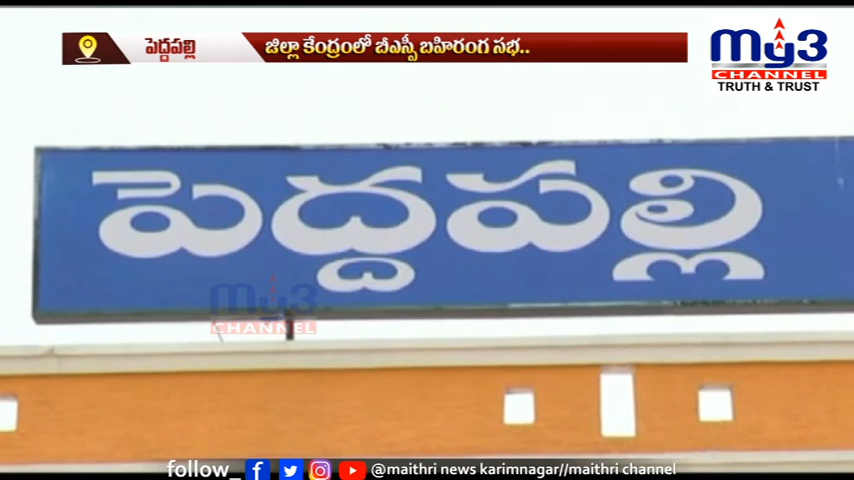 పెద్దపల్లి జిల్లా కేంద్రంలో బీఎస్పీ బహిరంగ సభ..
my3
CHANNEL
TRUTH & TRUST
పెద్దపల్లి
my3
CHANNEL
follow_ @maithri news karimnagar//maithri channel